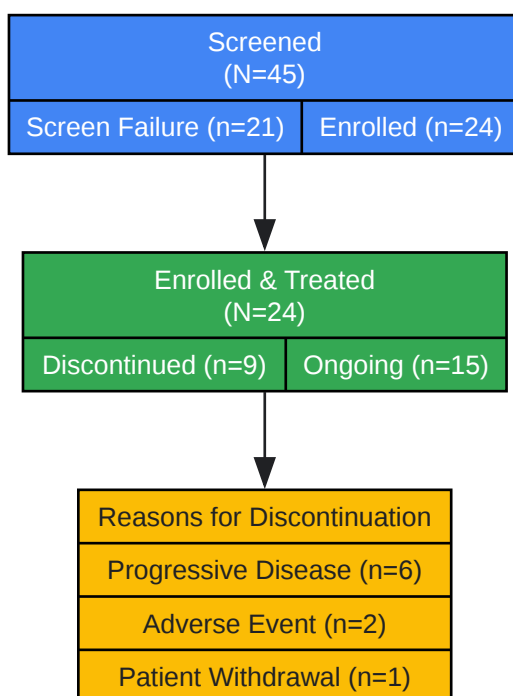 Screened
(N=45)
Screen Failure (n=21) Enrolled (n=24)
Enrolled & Treated
(N=24)
Discontinued (n=9) Ongoing (n=15)
Reasons for Discontinuation
Progressive Disease (n=6)
Adverse Event (n=2)
Patient Withdrawal (n=1)